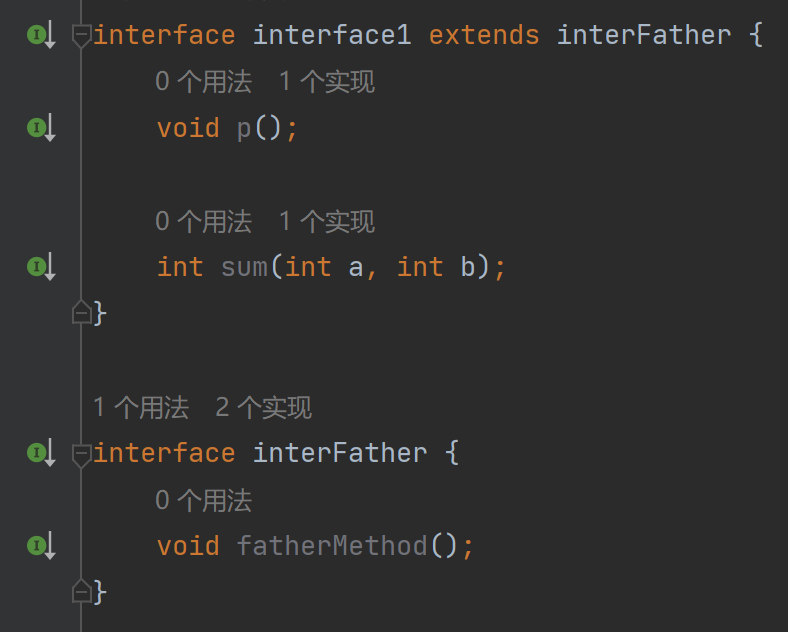 interface interface1 extends interFather {
0 个用法 1 个实现
void p();
0 个用法 1 个实现
int sum(int a, int b);
}
1 个用法 2 个实现
interface interFather {
0 个用法
void fatherMethod();
}